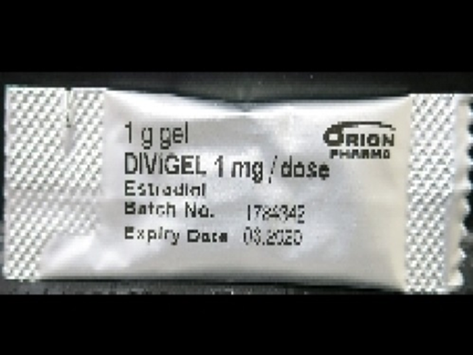 1 g gel
ORION
PHARMA
DIVIGEL 1 mg/dose
Estradiol
Batch No. 1784342
Expiry Date 03.2020